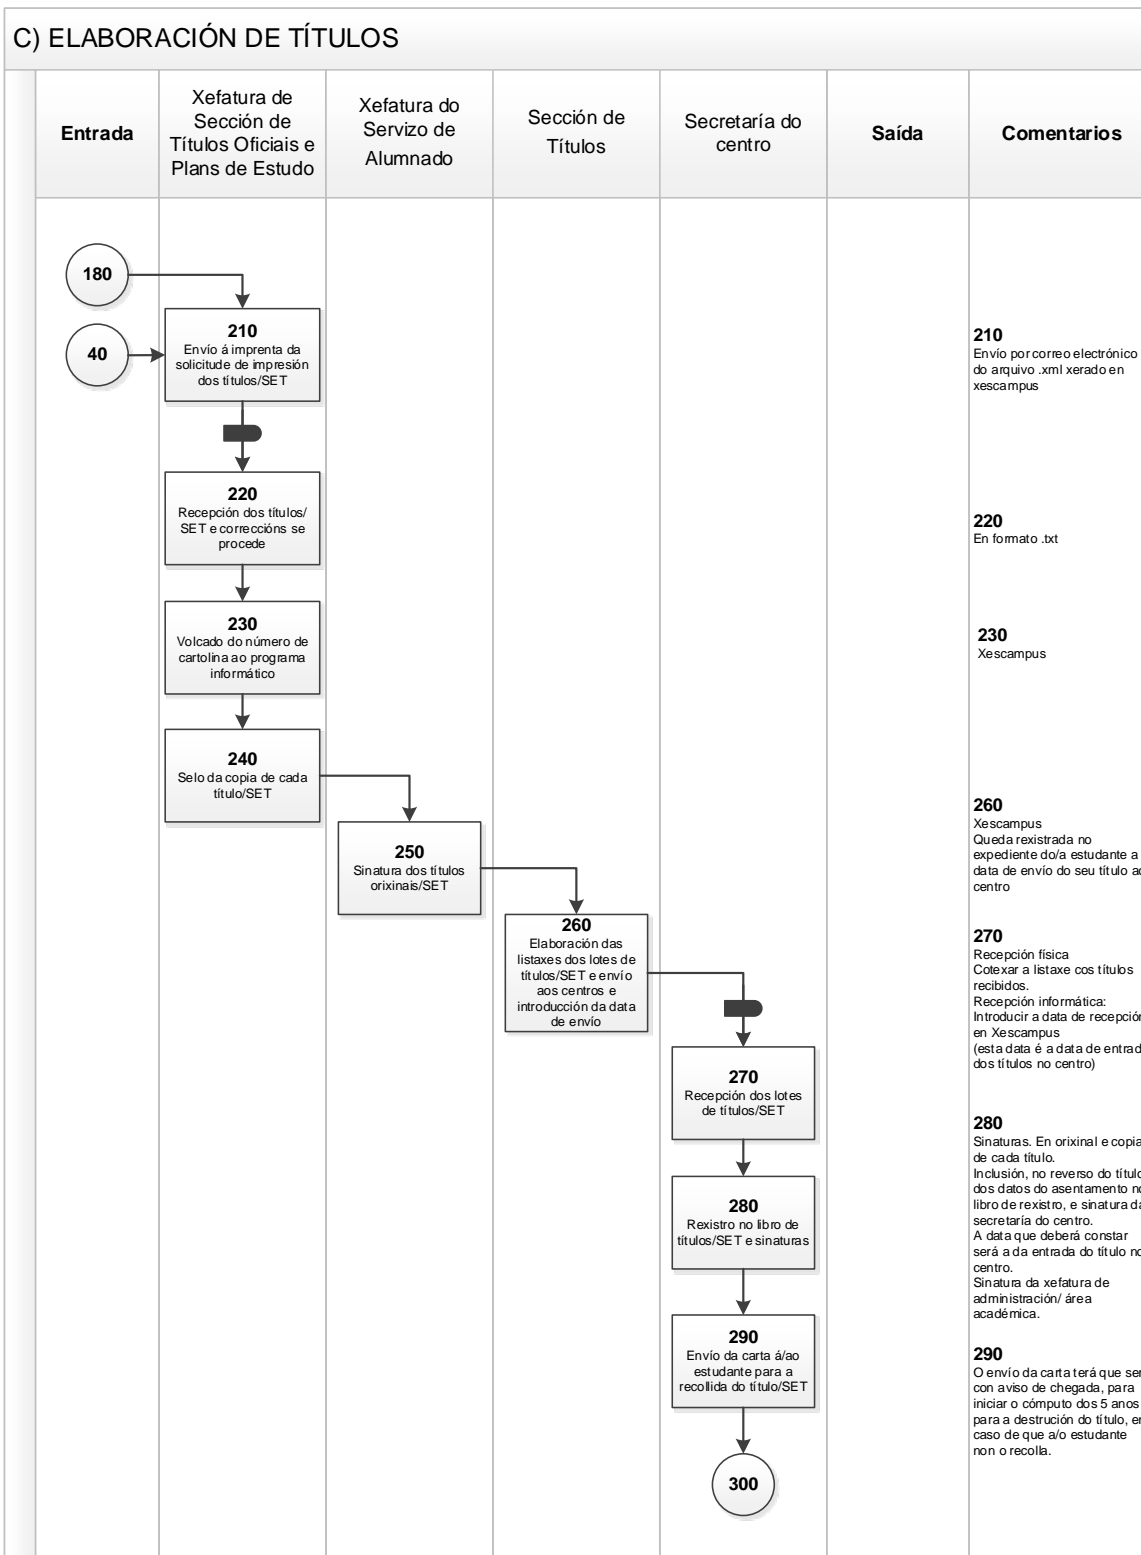 C) ELABORACIÓN DE TÍTULOS
Entrada
Xefatura de
Sección de
Títulos Oficiais e
Plans de Estudo
Xefatura do
Servizo de
Alumnado
Sección de
Títulos
Secretaría do
centro
Saída
Comentarios
180
40
210
Envío á imprenta da
solicitude de impresión
dos títulos/SET
220
Recepción dos títulos/
SET e correccións se
procede
230
Volcado do número de
cartolina ao programa
informático
240
Selo da copia de cada
título/SET
250
Sinatura dos títulos
orixinais/SET
260
Elaboración das
listaxes dos lotes de
títulos/SET e envío
aos centros e
introducción da data
de envío
270
Recepción dos lotes
de títulos/SET
280
Rexistro no libro de
títulos/SET e sinaturas
290
Envío da carta á/ao
estudante para a
recollida do título/SET
300
210
Envío por correo electrónico
do arquivo .xml xerado en
xescampus
220
En formato .txt
230
Xescampus
260
Xescampus
Queda rexistrada no
expediente do/a estudante a
data de envío do seu título
centro
270
Recepción física
Cotexar a listaxe cos títulos
recibidos.
Recepción informática:
Introducir a data de recepción
en Xescampus
(esta data é a data de
dos títulos no centro)
280
Sinaturas. En orixinal e copia
de cada título.
Inclusión, no reverso do
dos datos do asentamento
libro de rexistro, e sinatura
secretaría do centro.
A data que deberá constar
será a da entrada do título
centro.
Sinatura da xefatura de
administración/ área
académica.
290
O envío da carta terá que
con aviso de chegada, para
iniciar o cómputo dos 5 anos
para a destrución do título,
caso de que a/o estudante
non o recolla.